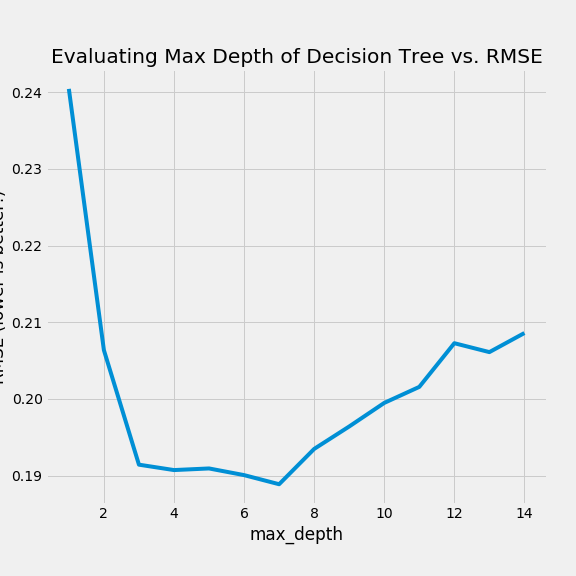 Evaluating Max Depth of Decision Tree vs. RMSE
0.24
0.23
0.22
0.21
0.20
0.19
RMSE (lower is better!)
2 4 6 8 10 12 14
max_depth